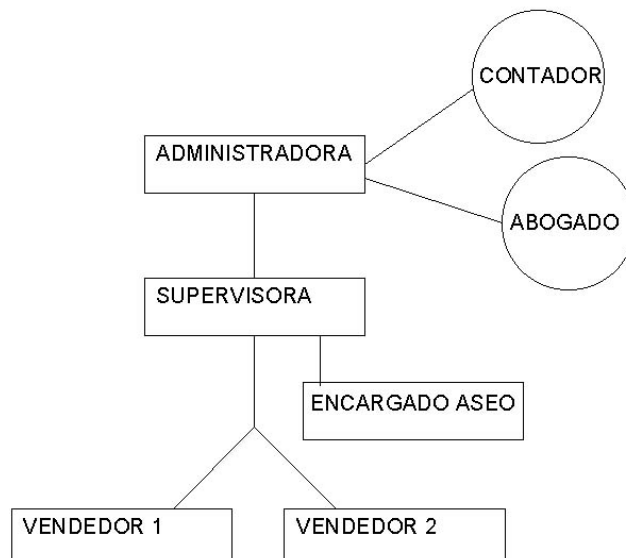 CONTADOR
ADMINISTRADORA
ABOGADO
SUPERVISORA
ENCARGADO ASEO
VENDEDOR 1
VENDEDOR 2